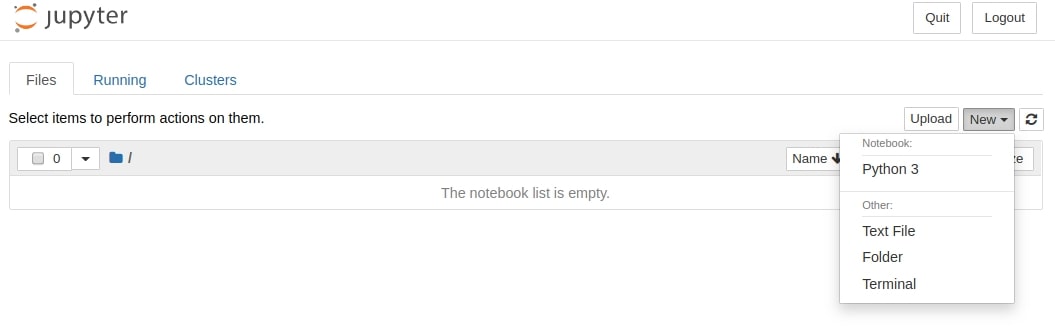 jupyter
Quit Logout
Files Running Clusters
Select items to perform actions on them.
Upload New
0 / Name
The notebook list is empty.
Notebook:
Python 3
Other:
Text File
Folder
Terminal